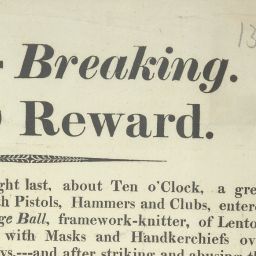 - Breaking.
Reward.
ght last, about Ten o'Clock, a gre
h Pistols, Hammers and Clubs, entere
ge Ball, framework-knitter, of Lento
with Masks and Handkerchiefs ov
ys.---and after striking and abusing th
13